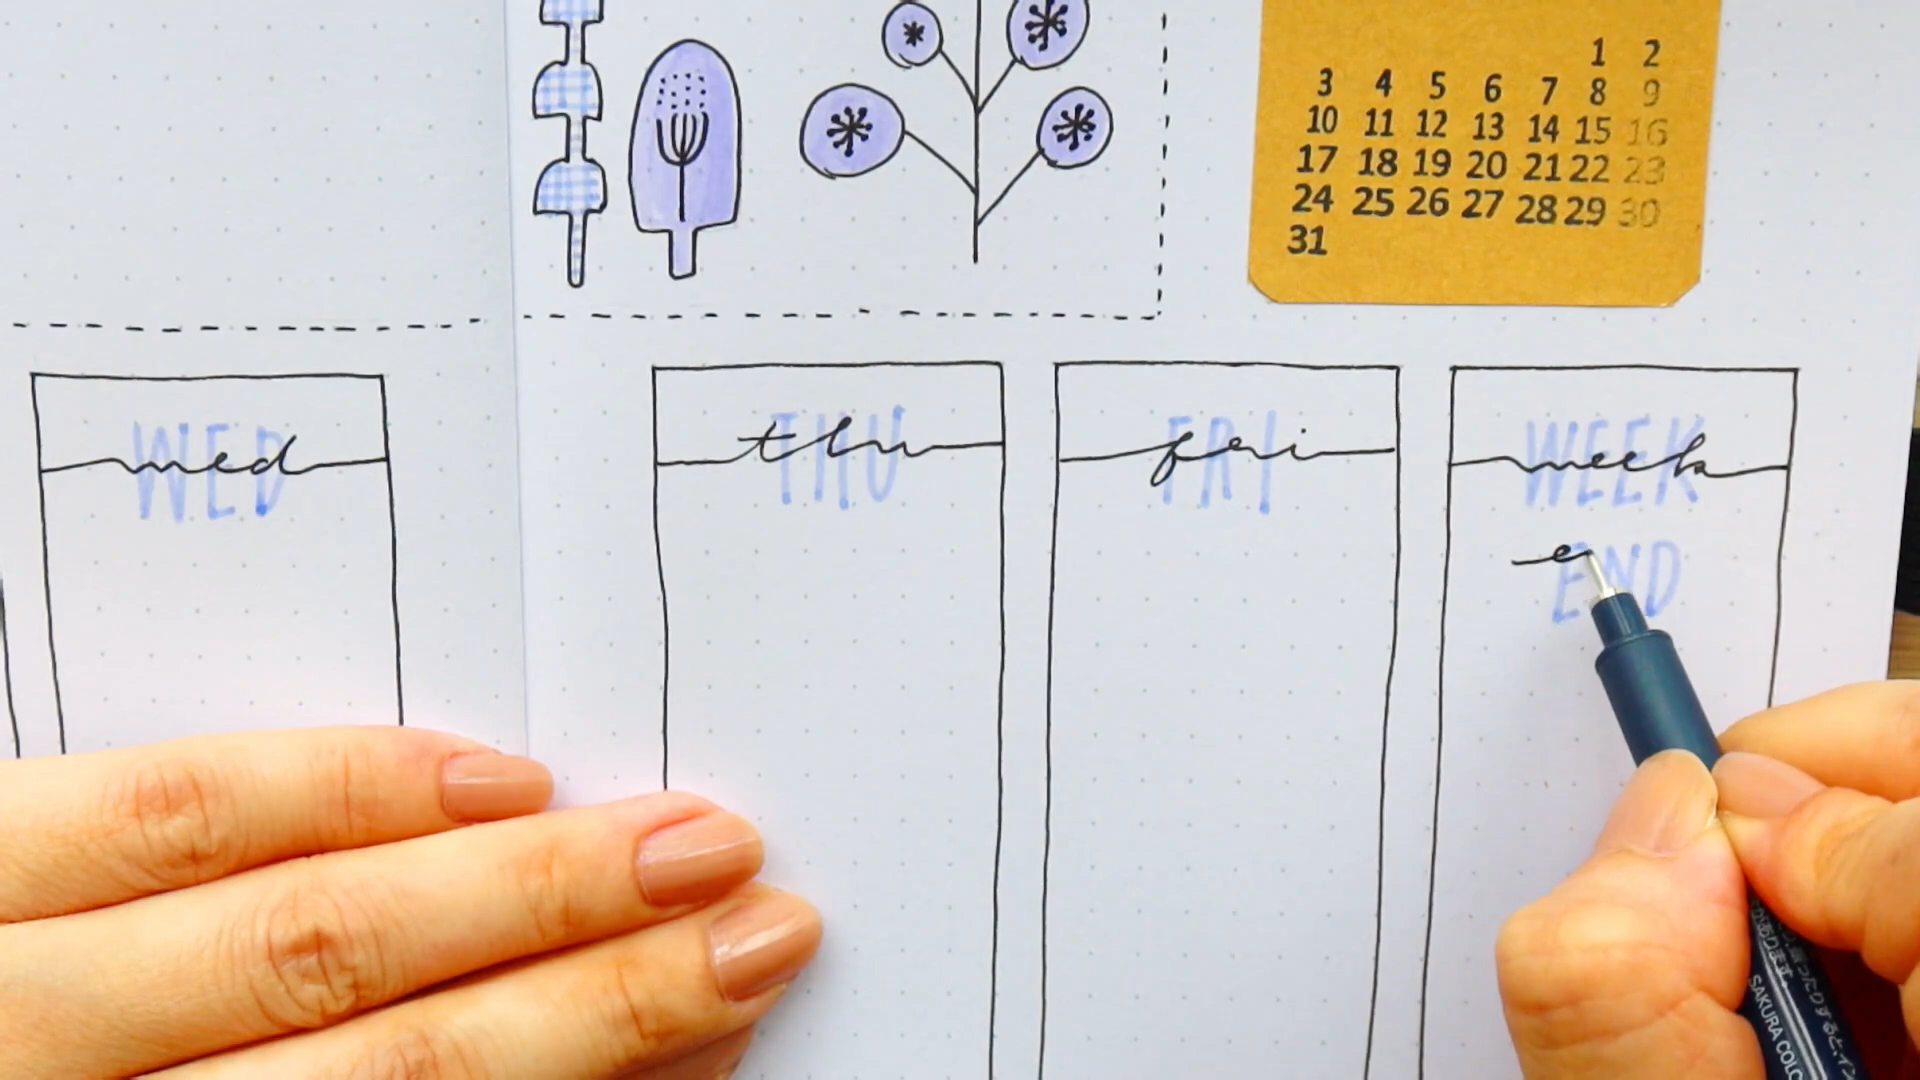 1 2
3 4 5 6 7 8 9
10 11 12 13 14 15 16
17 18 19 20 21 22 23
24 25 26 27 28 29 30
31
WED
wed
THU
thu
FRI
fri
WEEK
week
END
e
SAKURA COLO